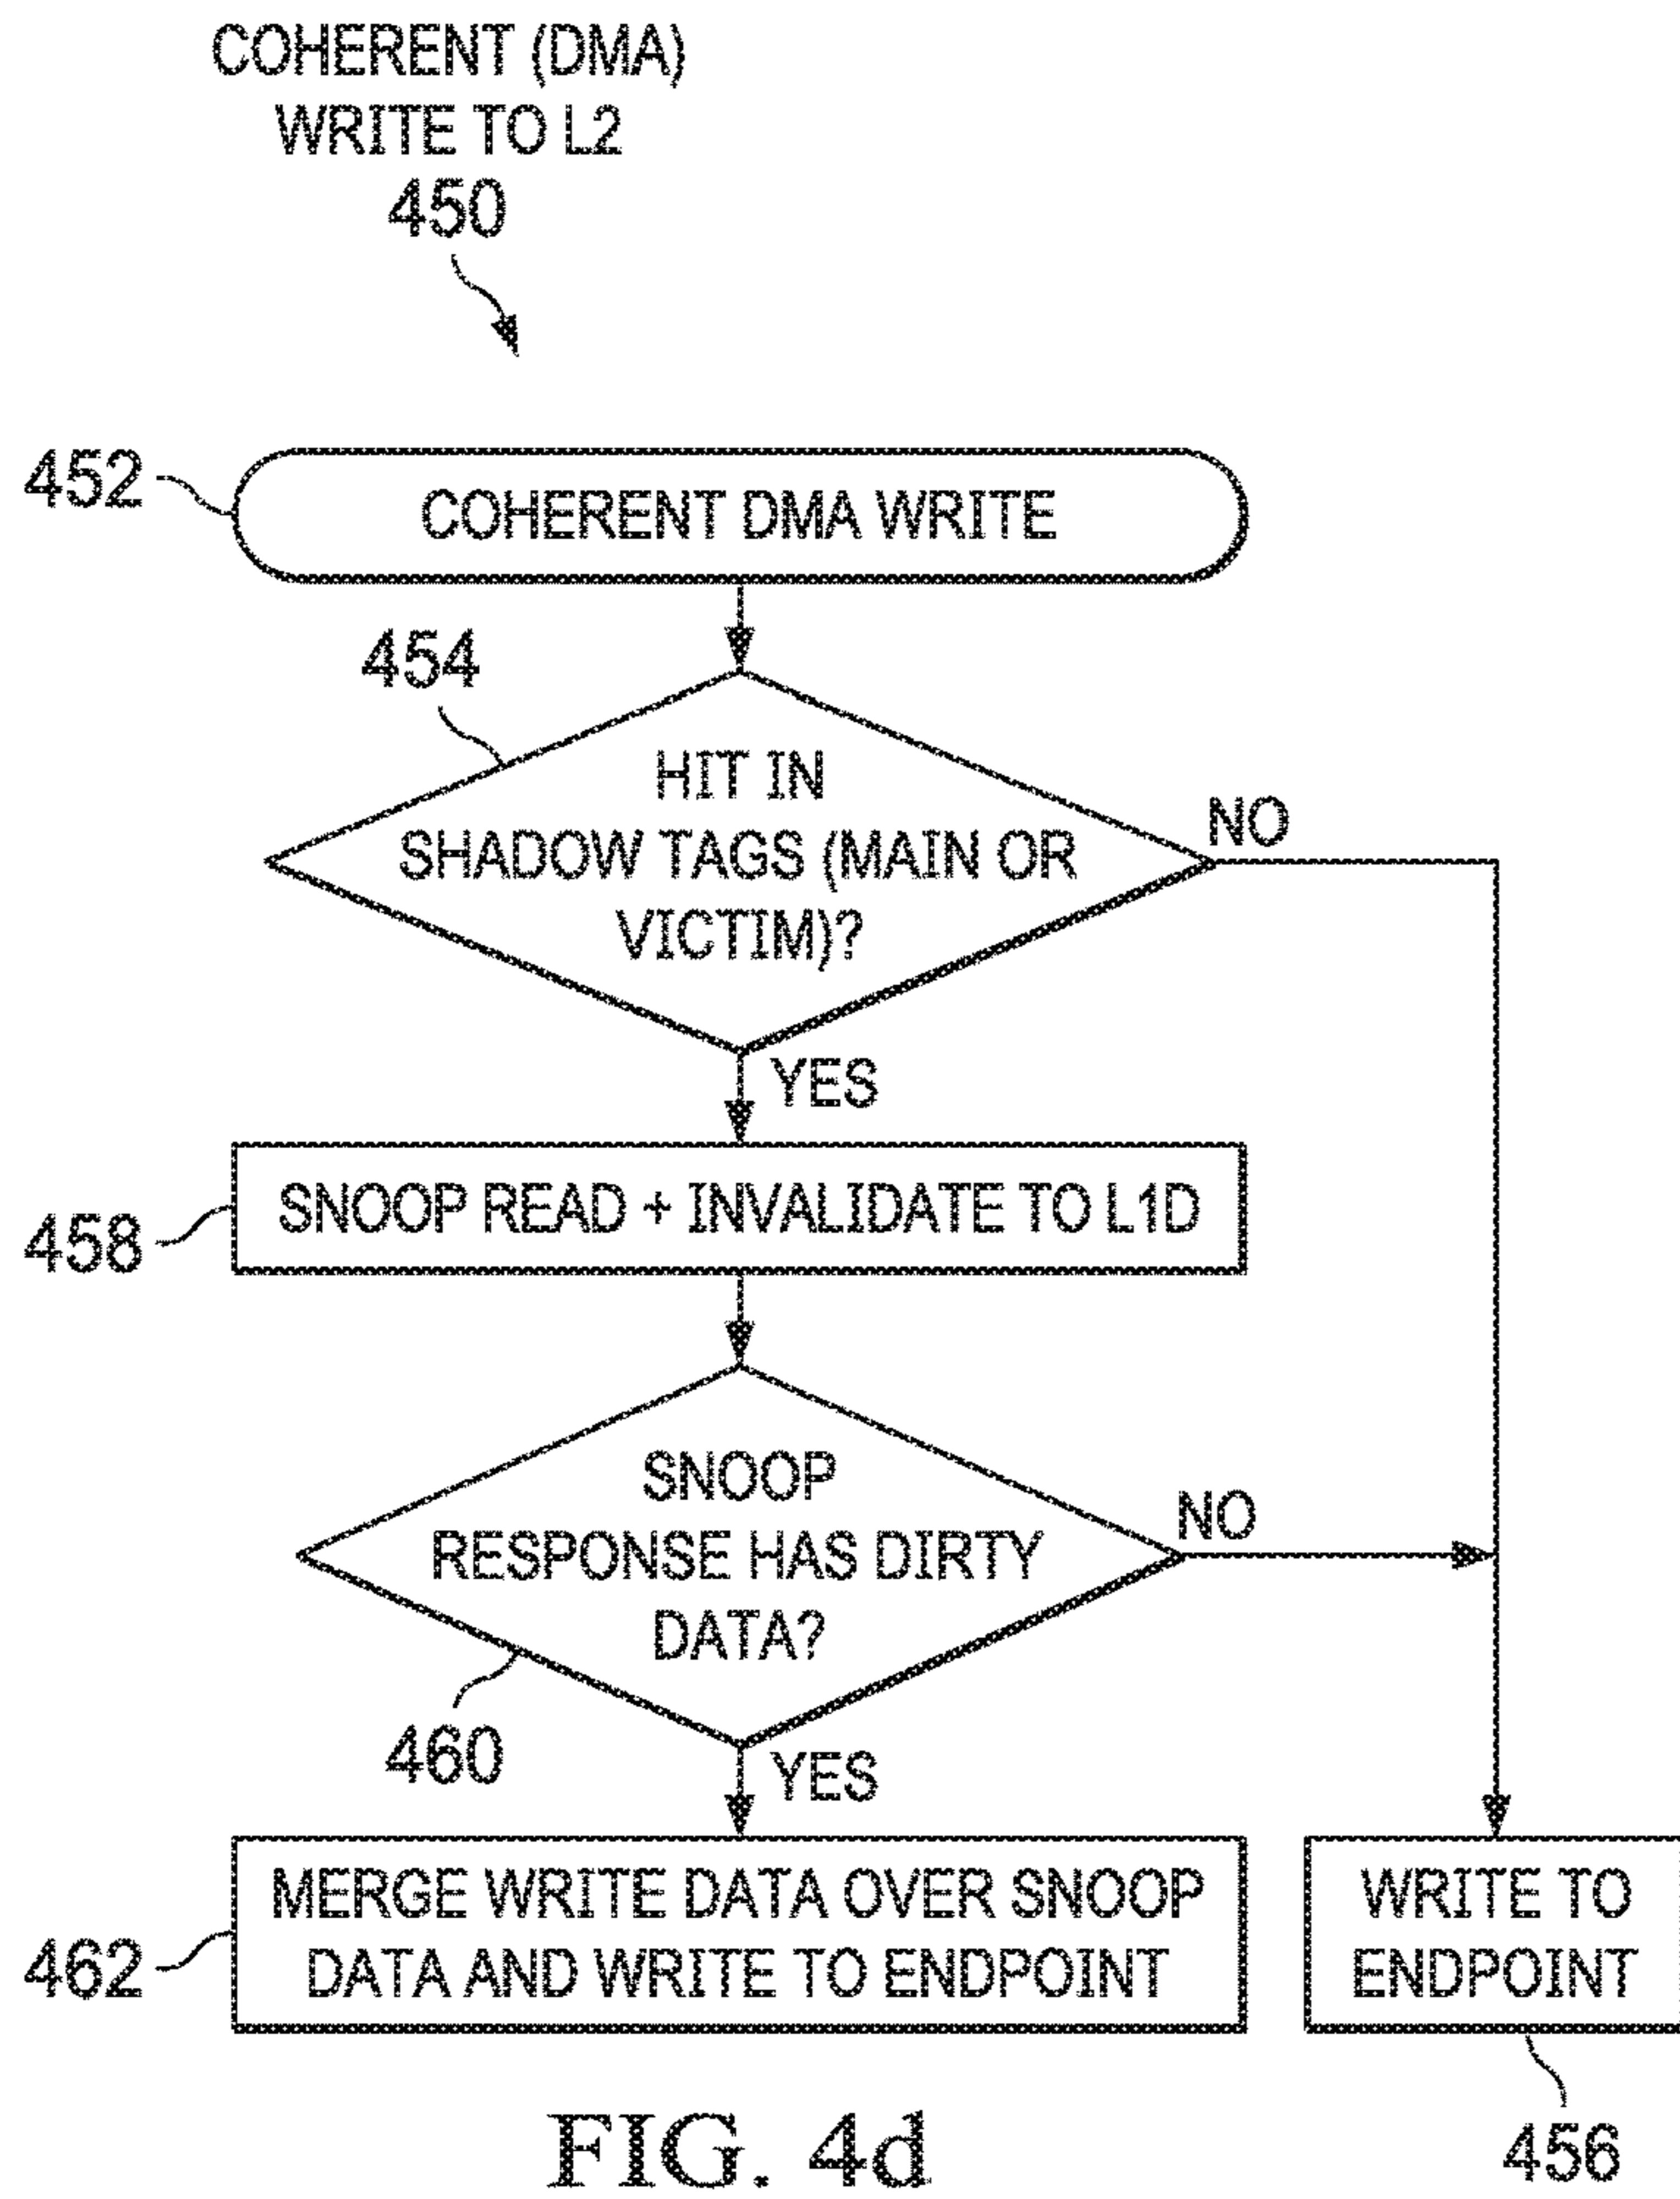 COHERENT (DMA)
WRITE TO L2
450
452
COHERENT DMA WRITE
454
HIT IN
SHADOW TAGS (MAIN OR
VICTIM)?
NO
YES
458
SNOOP READ + INVALIDATE TO L1D
SNOOP
RESPONSE HAS DIRTY
DATA?
NO
460
YES
462
MERGE WRITE DATA OVER SNOOP
DATA AND WRITE TO ENDPOINT
WRITE TO
ENDPOINT
456
FIG. 4d